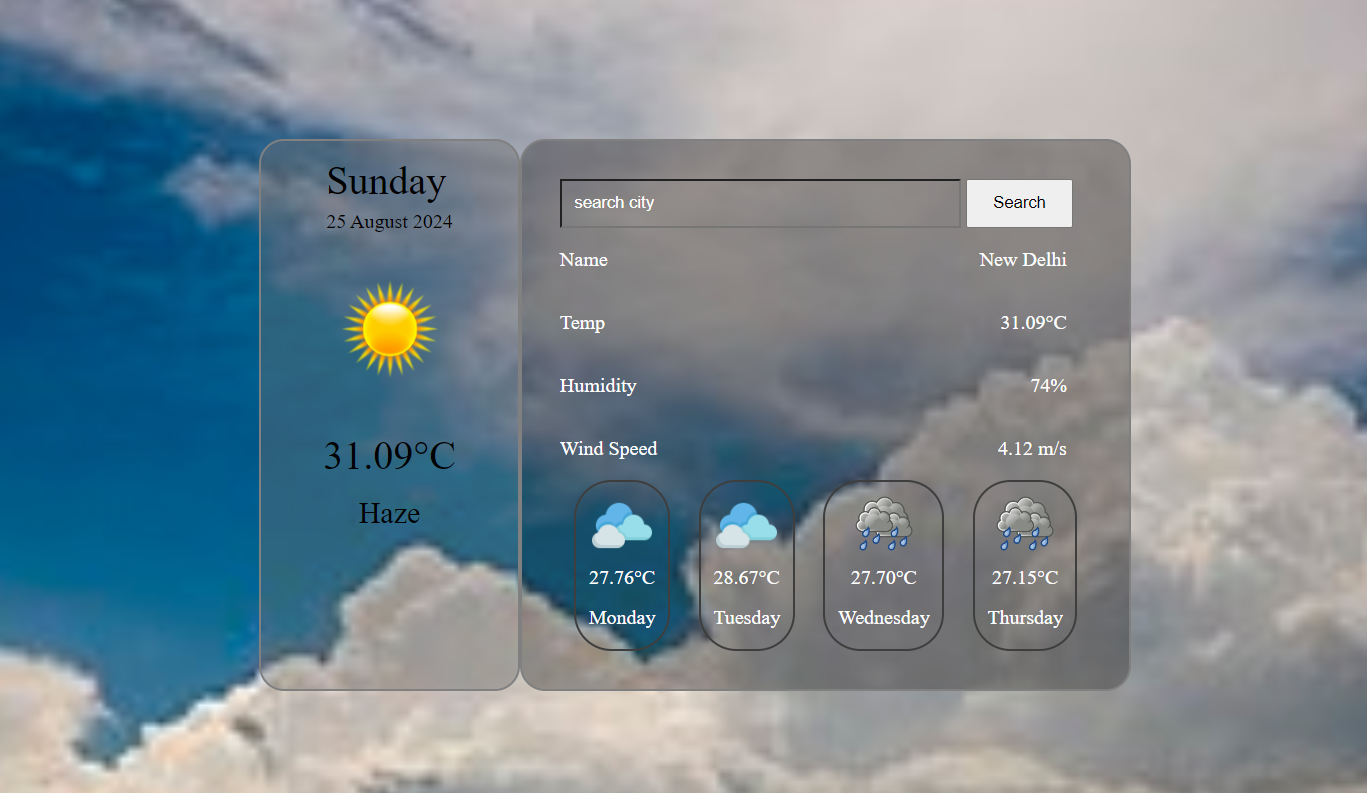 Sunday
25 August 2024
31.09°C
Haze
search city Search
Name New Delhi
Temp 31.09°C
Humidity 74%
Wind Speed 4.12 m/s
27.76°C 28.67°C 27.70°C 27.15°C
Monday Tuesday Wednesday Thursday